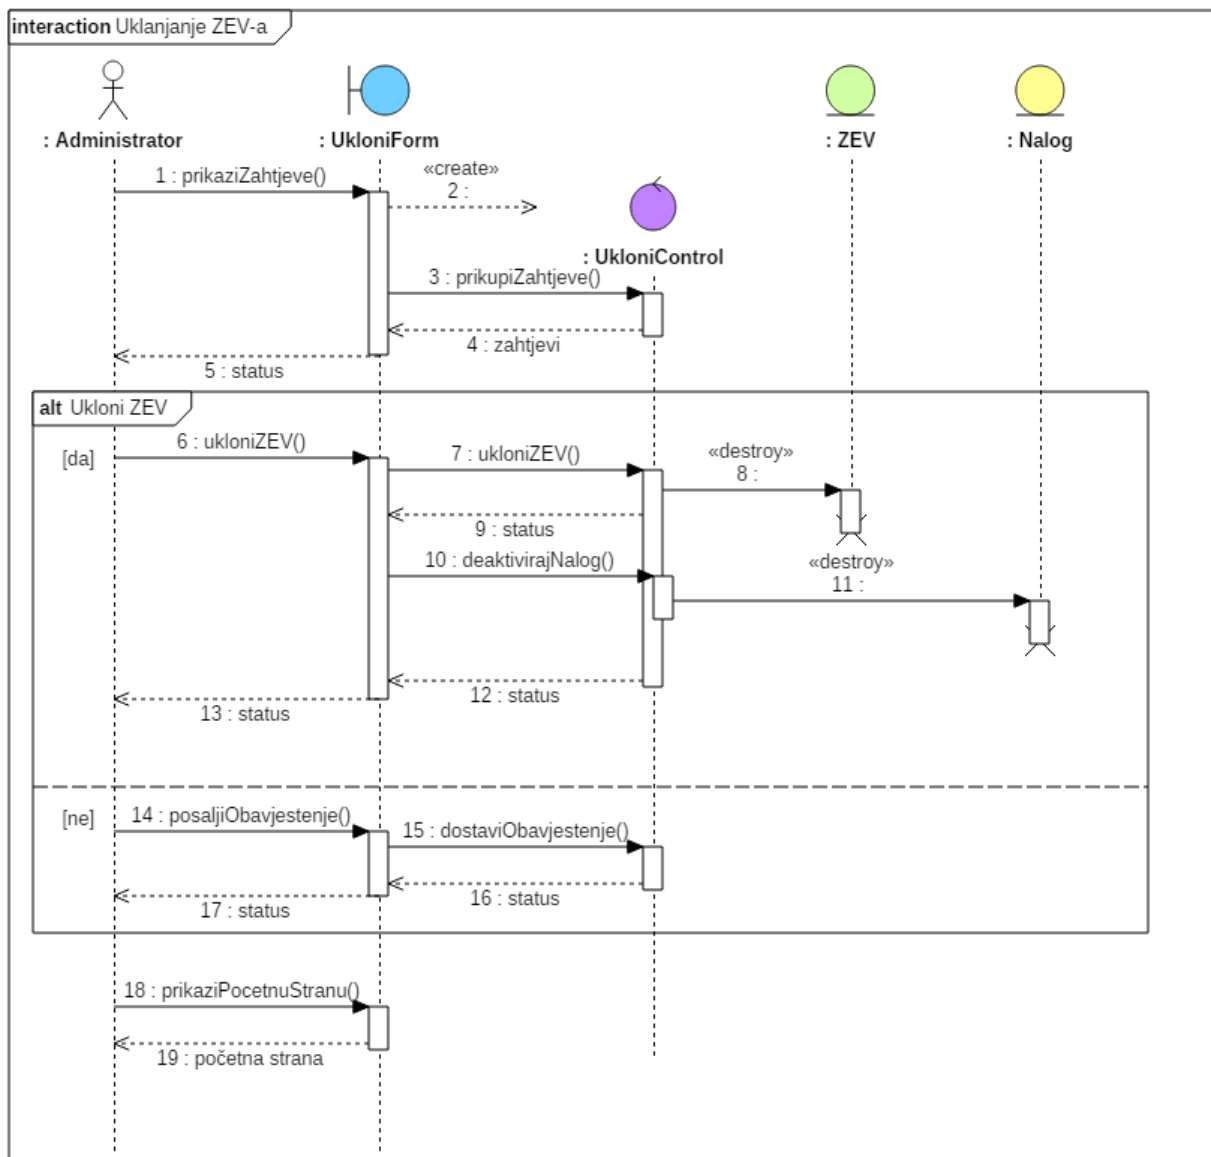 interaction Uklanjanje ZEV-a
: Administrator
: UkloniForm
: ZEV
: Nalog
1 : prikaziZahtjeve()
«create»
2 :
: UkloniControl
3 : prikupiZahtjeve()
4 : zahtjevi
5 : status
alt Ukloni ZEV
[da]
6 : ukloniZEV()
7 : ukloniZEV()
«destroy»
8 :
9 : status
10 : deaktivirajNalog()
«destroy»
11 :
12 : status
13 : status
[ne]
14 : posaljiObavjestenje()
15 : dostaviObavjestenje()
16 : status
17 : status
18 : prikaziPocetnuStranu()
19 : početna strana